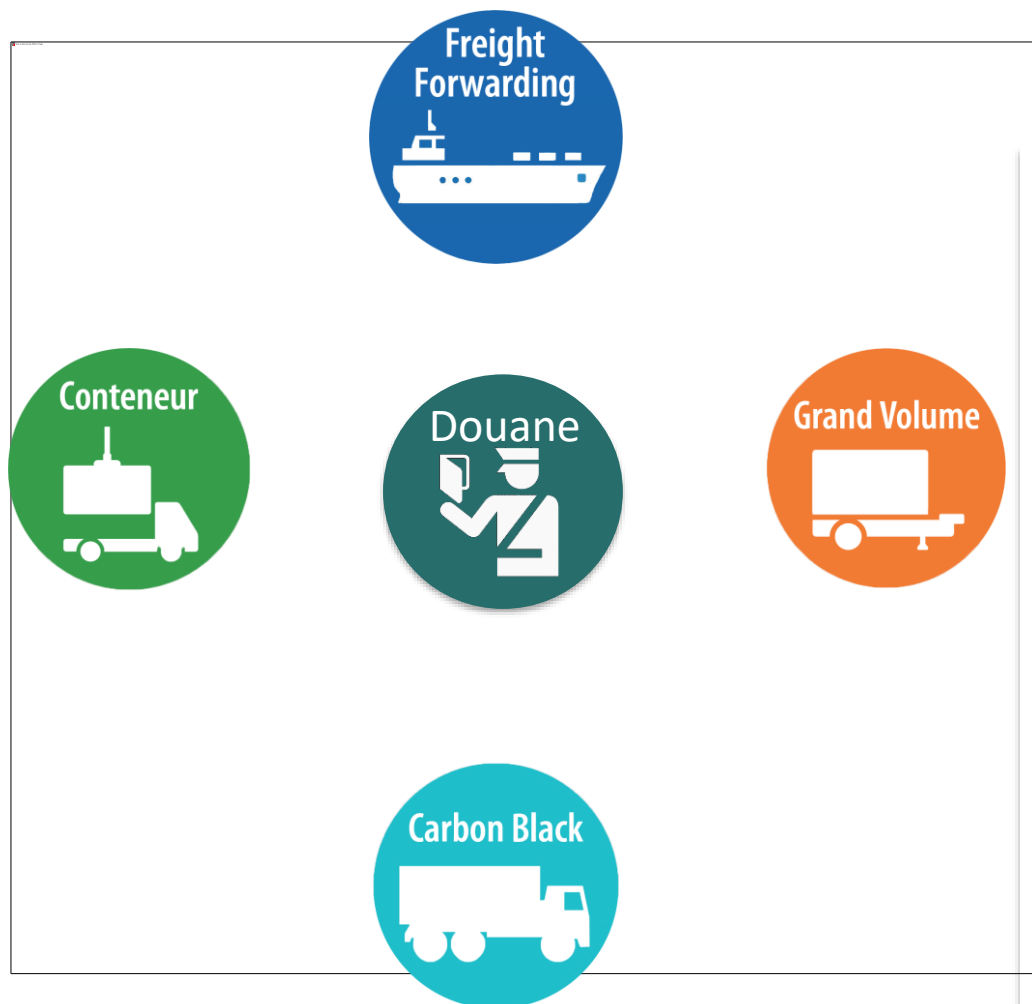 Freight
Forwarding
Conteneur
Douane
Grand Volume
Carbon Black